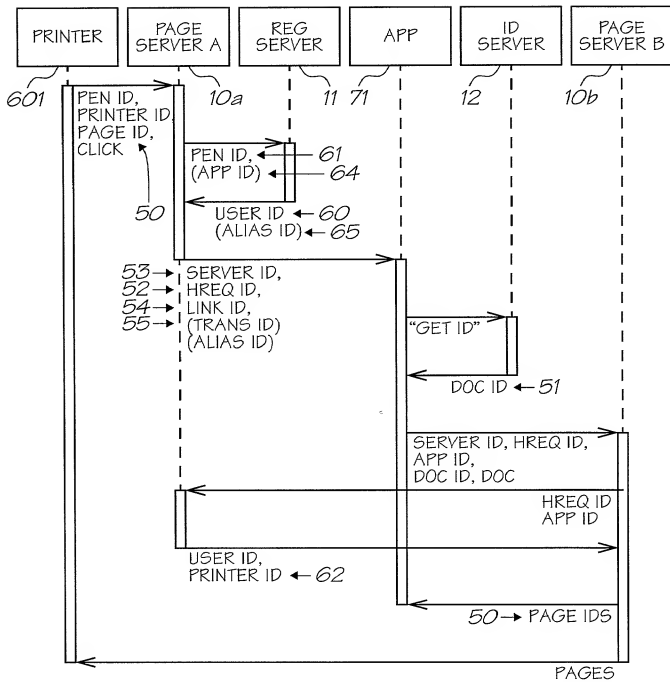 PRINTER
PAGE
SERVER A
REG
SERVER
APP
ID
SERVER
PAGE
SERVER B
601
10a
11
71
12
10b
PEN ID,
PRINTER ID
PAGE ID,
CLICK
50
PEN ID, 61
(APP ID) 64
USER ID 60
(ALIAS ID) 65
53 SERVER ID,
52 HREQ ID,
54 LINK ID,
55 (TRANS ID)
(ALIAS ID)
"GET ID"
DOC ID 51
SERVER ID, HREQ ID,
APP ID,
DOC ID, DOC
HREQ ID
APP ID
USER ID,
PRINTER ID 62
50 PAGE IDS
PAGES